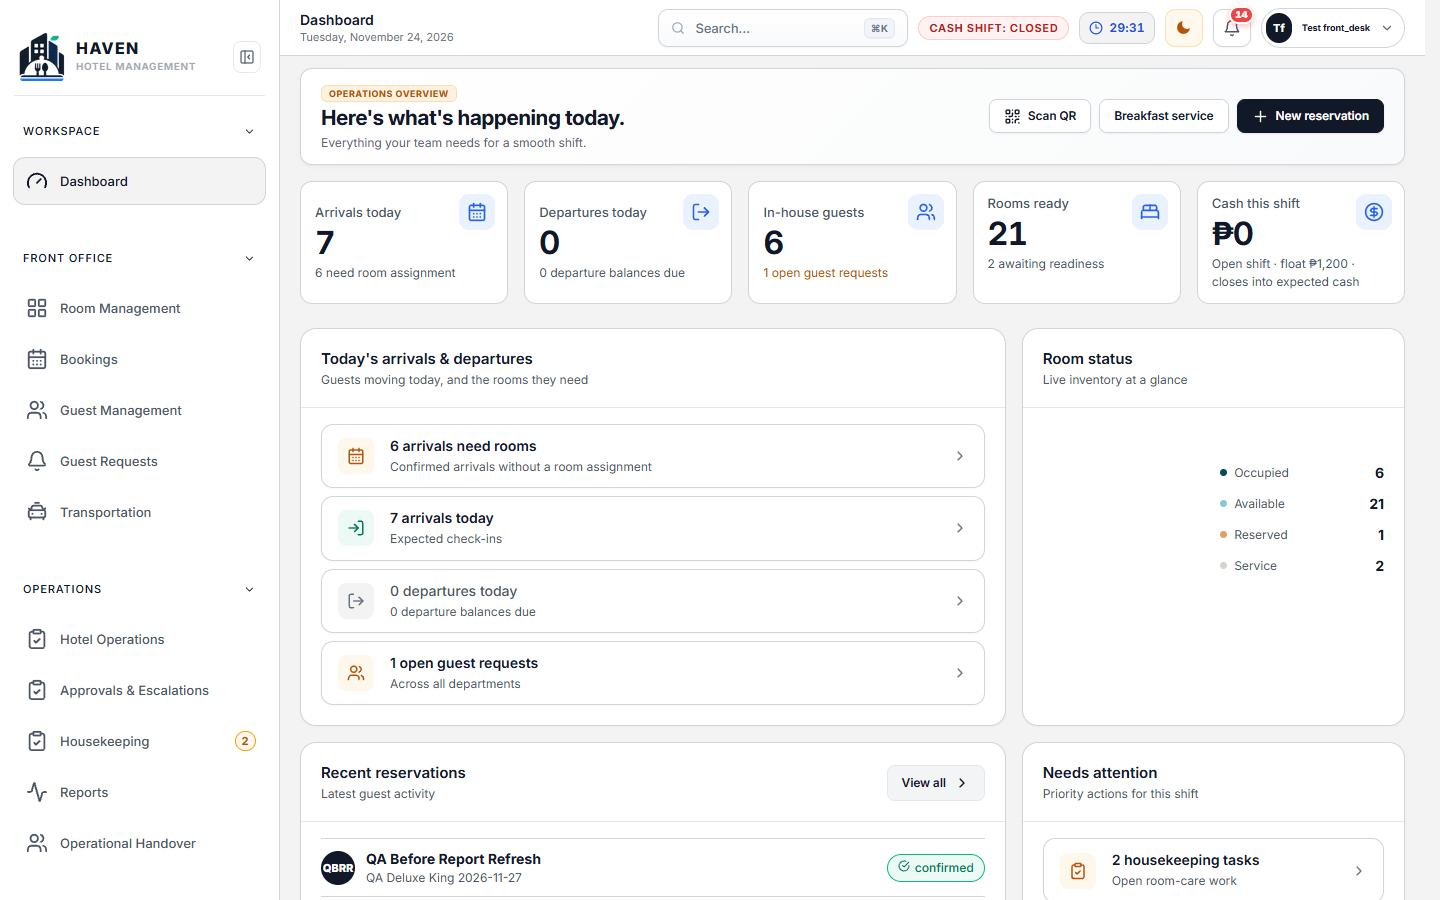 HAVEN
HOTEL MANAGEMENT
WORKSPACE
Dashboard
FRONT OFFICE
Room Management
Bookings
Guest Management
Guest Requests
Transportation
OPERATIONS
Hotel Operations
Approvals & Escalations
Housekeeping
2
Reports
Operational Handover
Dashboard
Tuesday, November 24, 2026
Search...
⌘K
CASH SHIFT: CLOSED
29:31
14
Tf
Test front_desk
OPERATIONS OVERVIEW
Here's what's happening today.
Everything your team needs for a smooth shift.
Scan QR
Breakfast service
New reservation
Arrivals today
7
6 need room assignment
Departures today
0
0 departure balances due
In-house guests
6
1 open guest requests
Rooms ready
21
2 awaiting readiness
Cash this shift
₱0
Open shift · float ₱1,200 ·
closes into expected cash
Today's arrivals & departures
Guests moving today, and the rooms they need
6 arrivals need rooms
Confirmed arrivals without a room assignment
7 arrivals today
Expected check-ins
0 departures today
0 departure balances due
1 open guest requests
Across all departments
Room status
Live inventory at a glance
Occupied 6
Available 21
Reserved 1
Service 2
Recent reservations
Latest guest activity
View all
QBRR
QA Before Report Refresh
QA Deluxe King 2026-11-27
confirmed
Needs attention
Priority actions for this shift
2 housekeeping tasks
Open room-care work